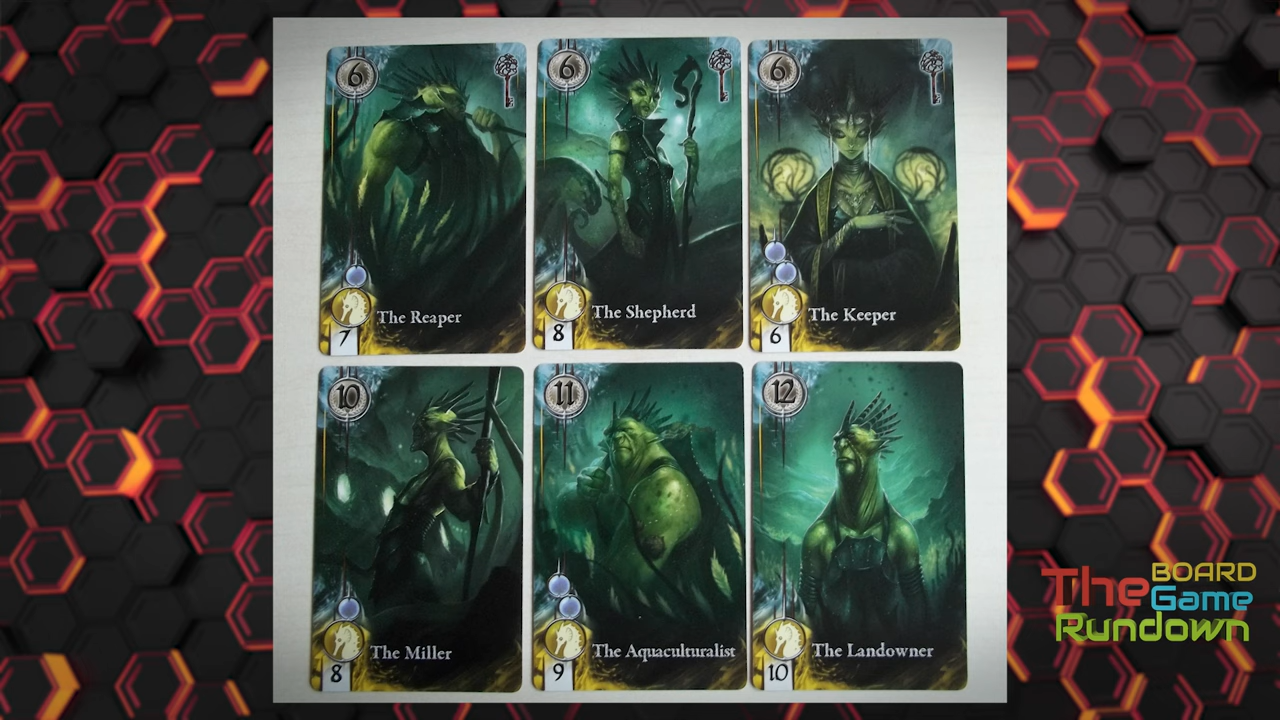 6
6
6
The Reaper
7
The Shepherd
8
The Keeper
6
10
11
12
The Miller
8
The Aquaculturalist
9
The Landowner
10
The BOARD
Game
Rundown